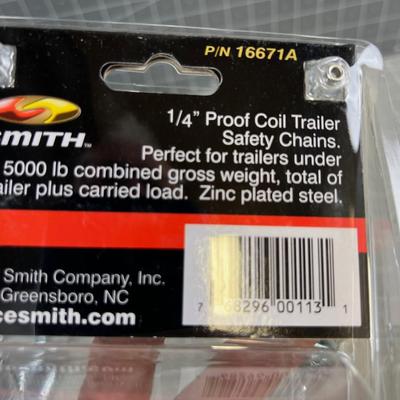 P/N 16671A
SMITH™
1/4" Proof Coil Trailer
Safety Chains.
Perfect for trailers under
5000 lb combined gross weight, total of
ailer plus carried load. Zinc plated steel.
Smith Company, Inc.
Greensboro, NC
cesmith.com
7 68296 00113 1